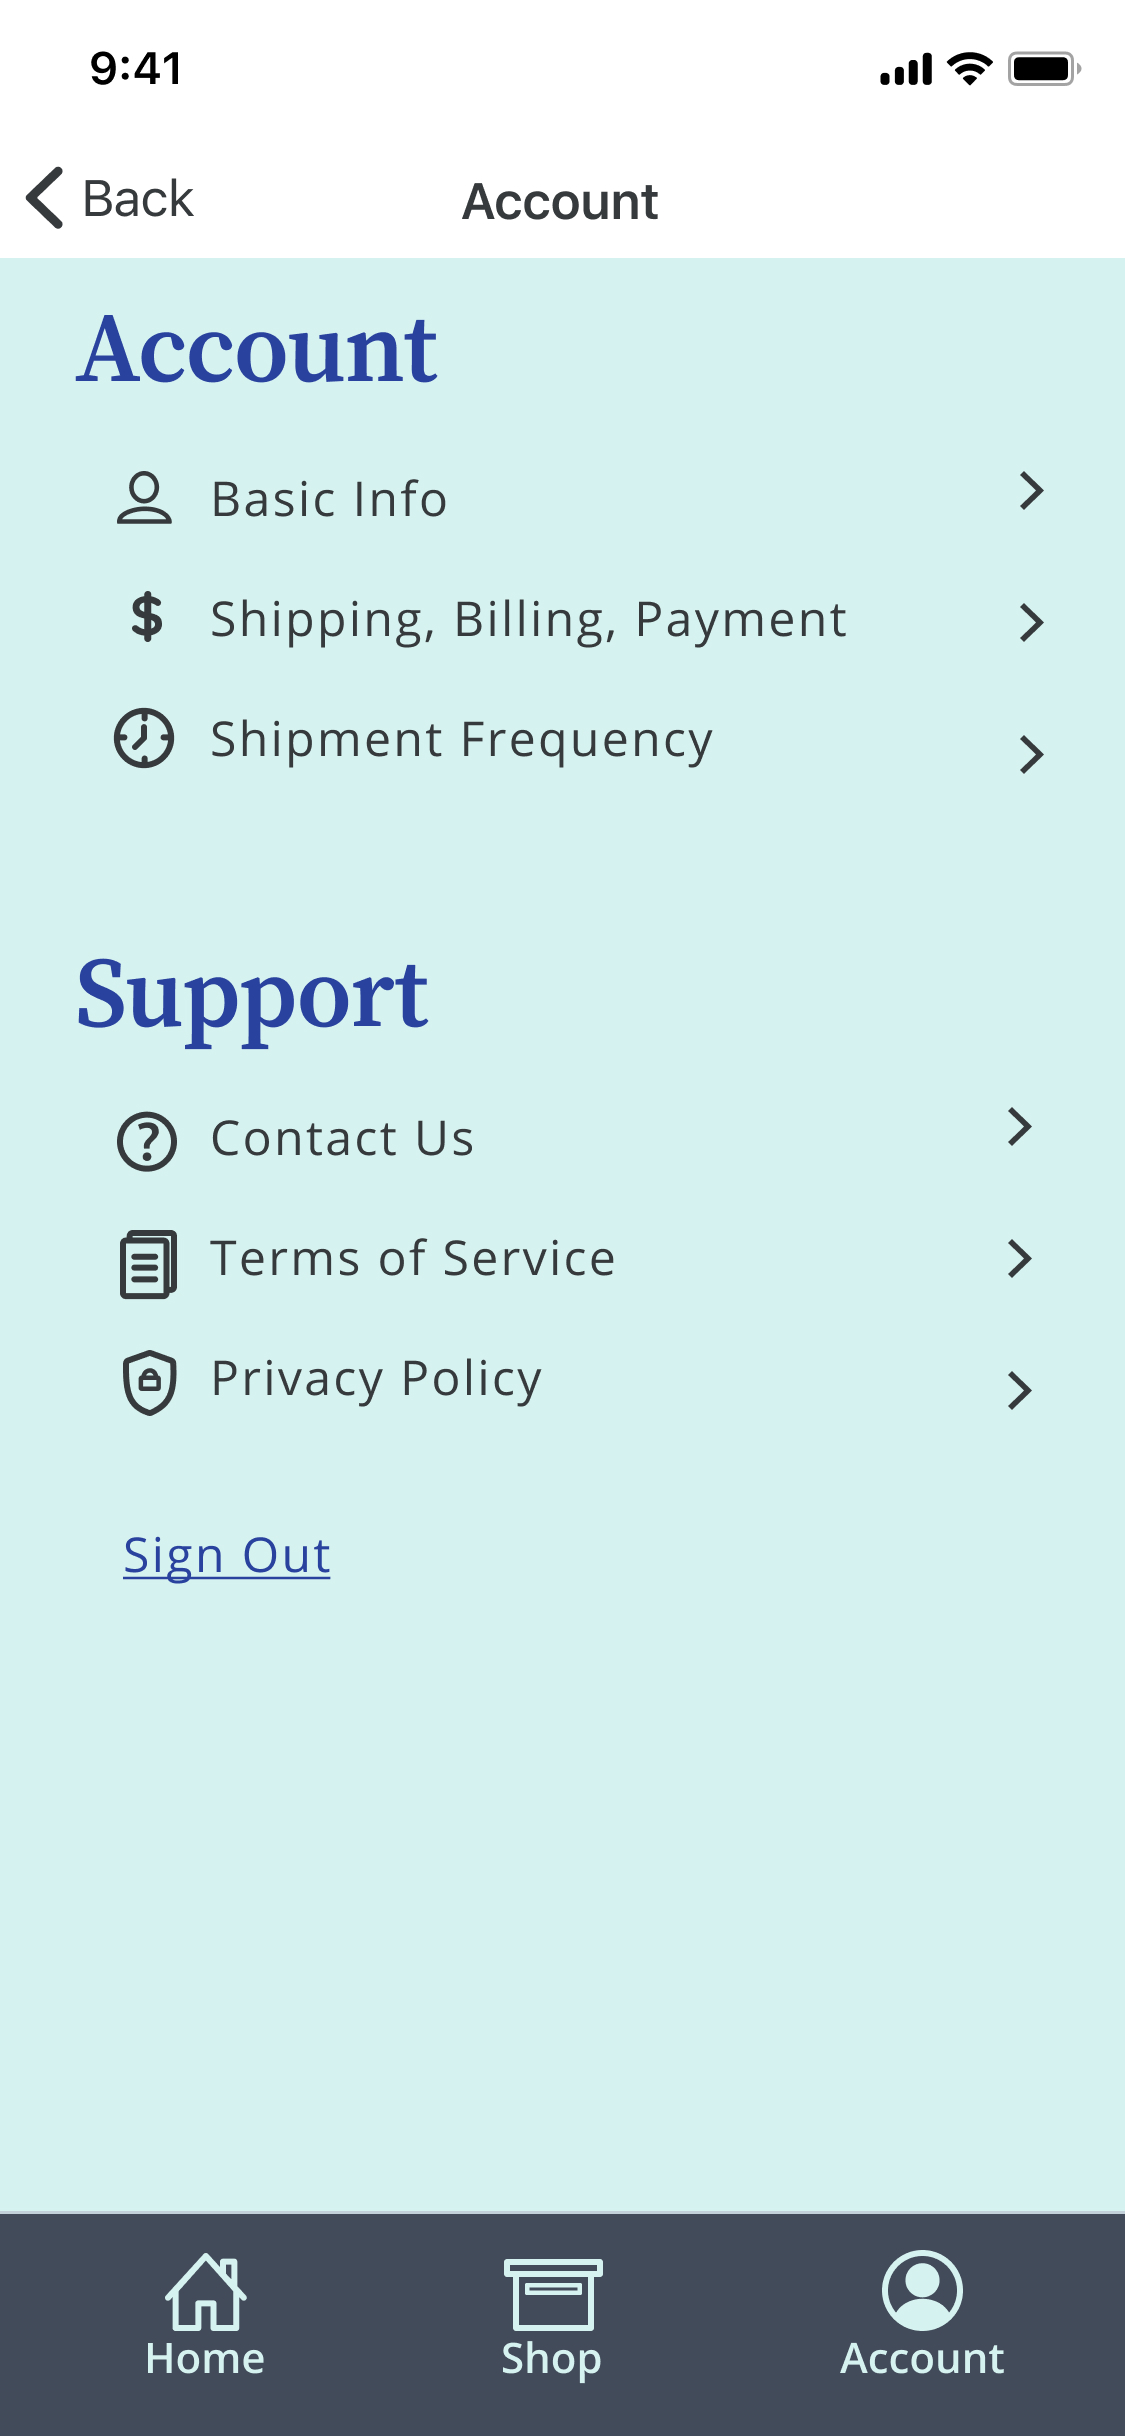 9:41
Back
Account
Account
Basic Info
$ Shipping, Billing, Payment
Shipment Frequency
Support
? Contact Us
Terms of Service
Privacy Policy
Sign Out
Home
Shop
Account